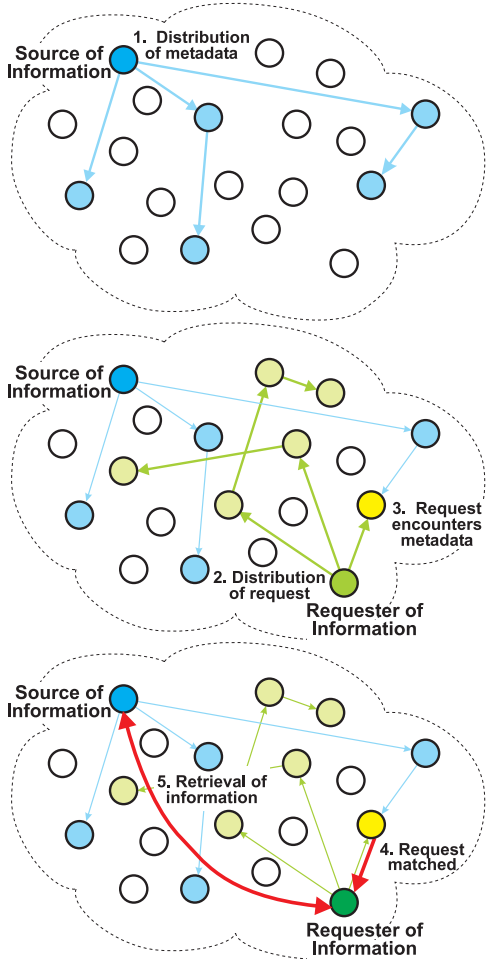 1. Distribution
of metadata
Source of
Information
Source of
Information
3. Request
encounters
metadata
2. Distribution
of request
Requester of
Information
Source of
Information
5. Retrieval of
information
4. Request
matched
Requester of
Information